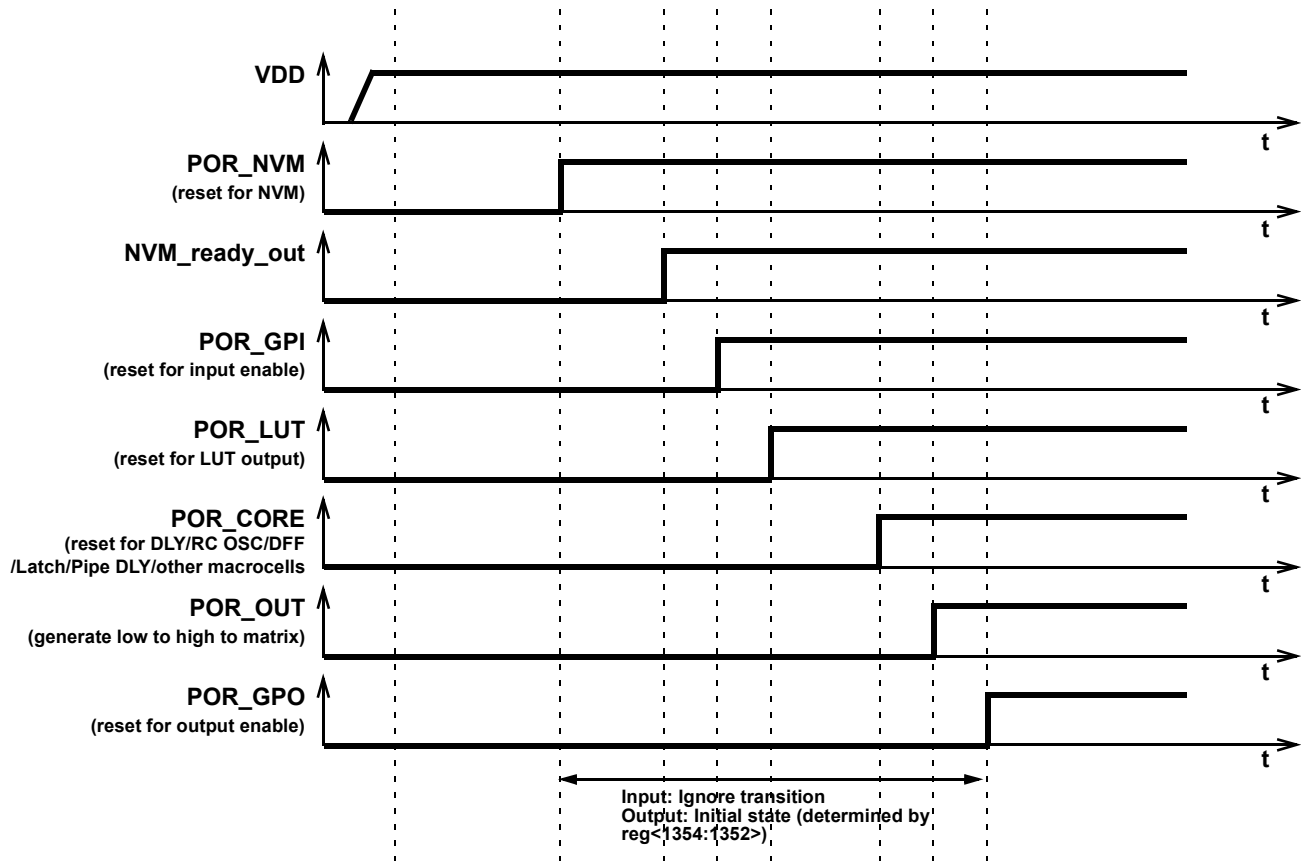 VDD
t
POR_NVM
(reset for NVM)
t
NVM_ready_out
t
POR_GPI
(reset for input enable)
t
POR_LUT
(reset for LUT output)
t
POR_CORE
(reset for DLY/RC OSC/DFF
/Latch/Pipe DLY/other macrocells
t
POR_OUT
(generate low to high to matrix)
t
POR_GPO
(reset for output enable)
t
Input: Ignore transition
Output: Initial state (determined by
reg<1354:1352>)